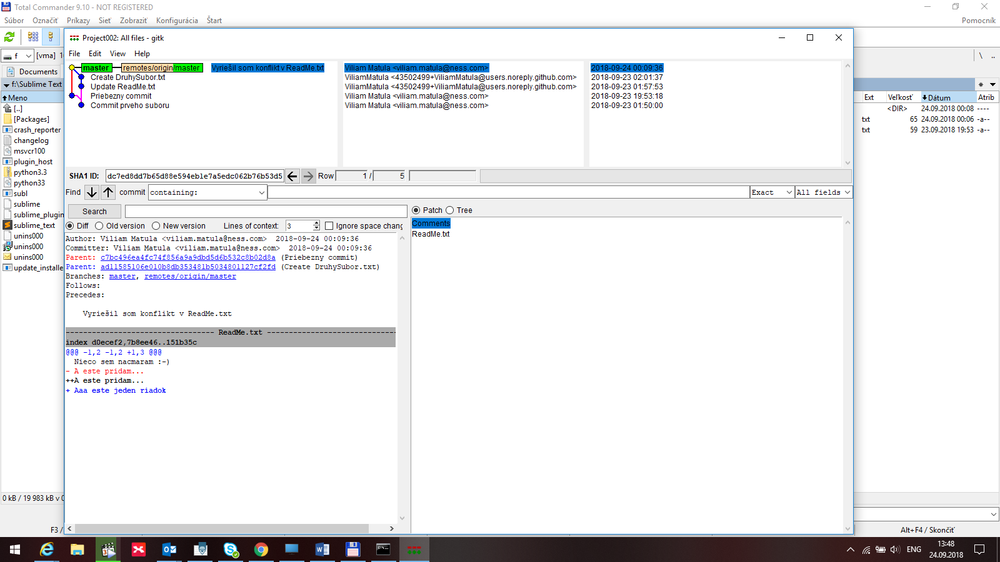 Total Commander 9.10 - NOT REGISTERED
Súbor Označiť Príkazy Sieť Zobraziť Konfigurácia Štart Pomocník
Project002: All files - gitk
File Edit View Help
f [vma] \ ..
Documents
f:\Sublime Text
Meno
[..]
[Packages]
crash_reporter
changelog
msvcr100
plugin_host
python3.3
python33
subl
sublime
sublime_plugin
sublime_text
unins000
unins000
unins000
update_installe
0 kB / 19 983 kB v
F3 /
master remotes/origin/master Vyriešil som konflikt v ReadMe.txt Viliam Matula <viliam.matula@ness.com> 2018-09-24 00:09:36
Create DruhySubor.txt ViliamMatula <43502499+ViliamMatula@users.noreply.github.com> 2018-09-23 02:01:37
Update ReadMe.txt ViliamMatula <43502499+ViliamMatula@users.noreply.github.com> 2018-09-23 01:57:53
Priebezny commit Viliam Matula <viliam.matula@ness.com> 2018-09-23 19:53:18
Commit prveho suboru Viliam Matula <viliam.matula@ness.com> 2018-09-23 01:50:00
SHA1 ID: dc7ed8dd7b65d88e594eb1e7a5edc062b76b53d5 Row 1 / 5
Find commit containing: Exact All fields
Search
Patch Tree
Diff Old version New version Lines of context: 3 Ignore space chang
Comments
ReadMe.txt
Author: Viliam Matula <viliam.matula@ness.com> 2018-09-24 00:09:36
Committer: Viliam Matula <viliam.matula@ness.com> 2018-09-24 00:09:36
Parent: c7bc496ea4fc74f856a9a9dbd5d6b532c8b02d8a (Priebezny commit)
Parent: ad11585106e010b8db353481b5034801127cf2fd (Create DruhySubor.txt)
Branches: master, remotes/origin/master
Follows:
Precedes:
Vyriešil som konflikt v ReadMe.txt
---------------------------------- ReadMe.txt ------------------------------
index d0ecef2,7b8ee46..151b35c
@@@ -1,2 -1,2 +1,3 @@@
Nieco sem nacmaram :-)
- A este pridam...
++A este pridam...
+ Aaa este jeden riadok
* 
Ext Veľkosť Dátum Atrib
<DIR> 24.09.2018 00:08 ----
txt 65 24.09.2018 00:06 -a--
txt 59 23.09.2018 19:53 -a--
Alt+F4 / Skončiť
ENG 13:48
24.09.2018